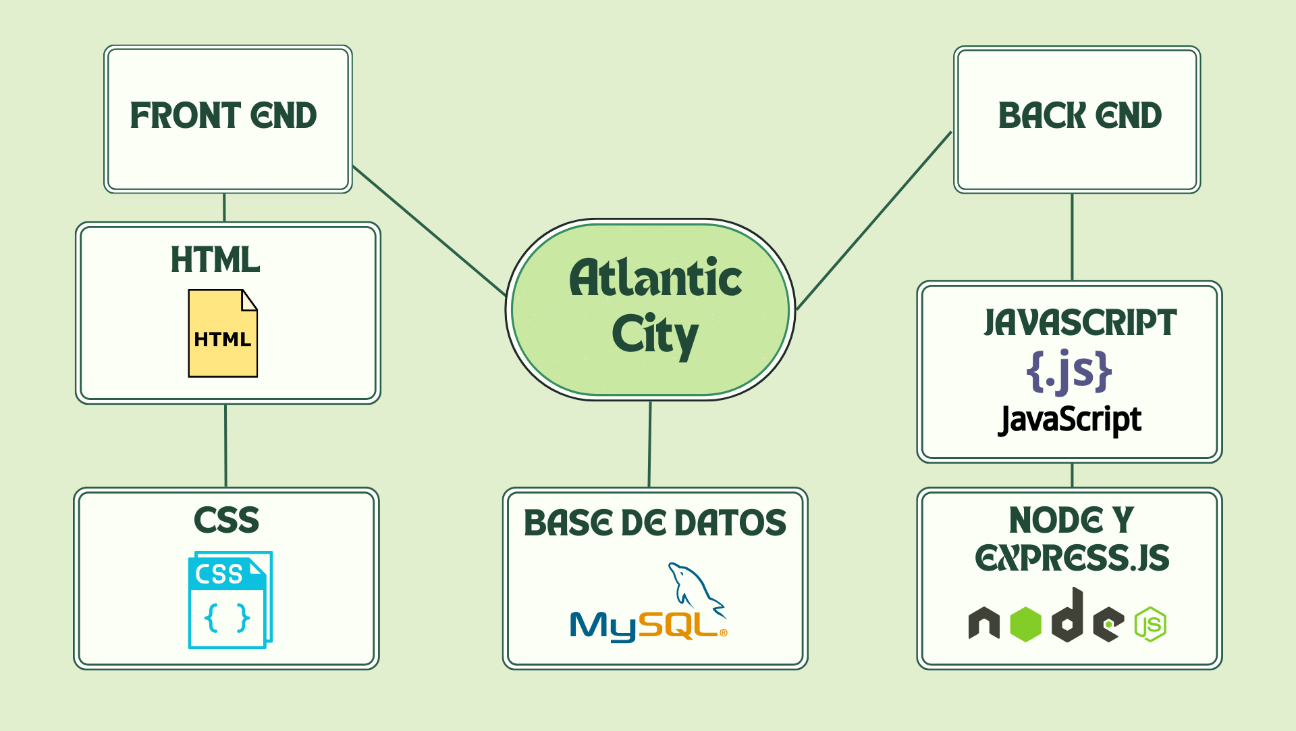 FRONT END
HTML
HTML
CSS
CSS
{ }
Atlantic
City
BASE DE DATOS
MySQL®
BACK END
JAVASCRIPT
{.js}
JavaScript
NODE Y
EXPRESS.JS
node JS